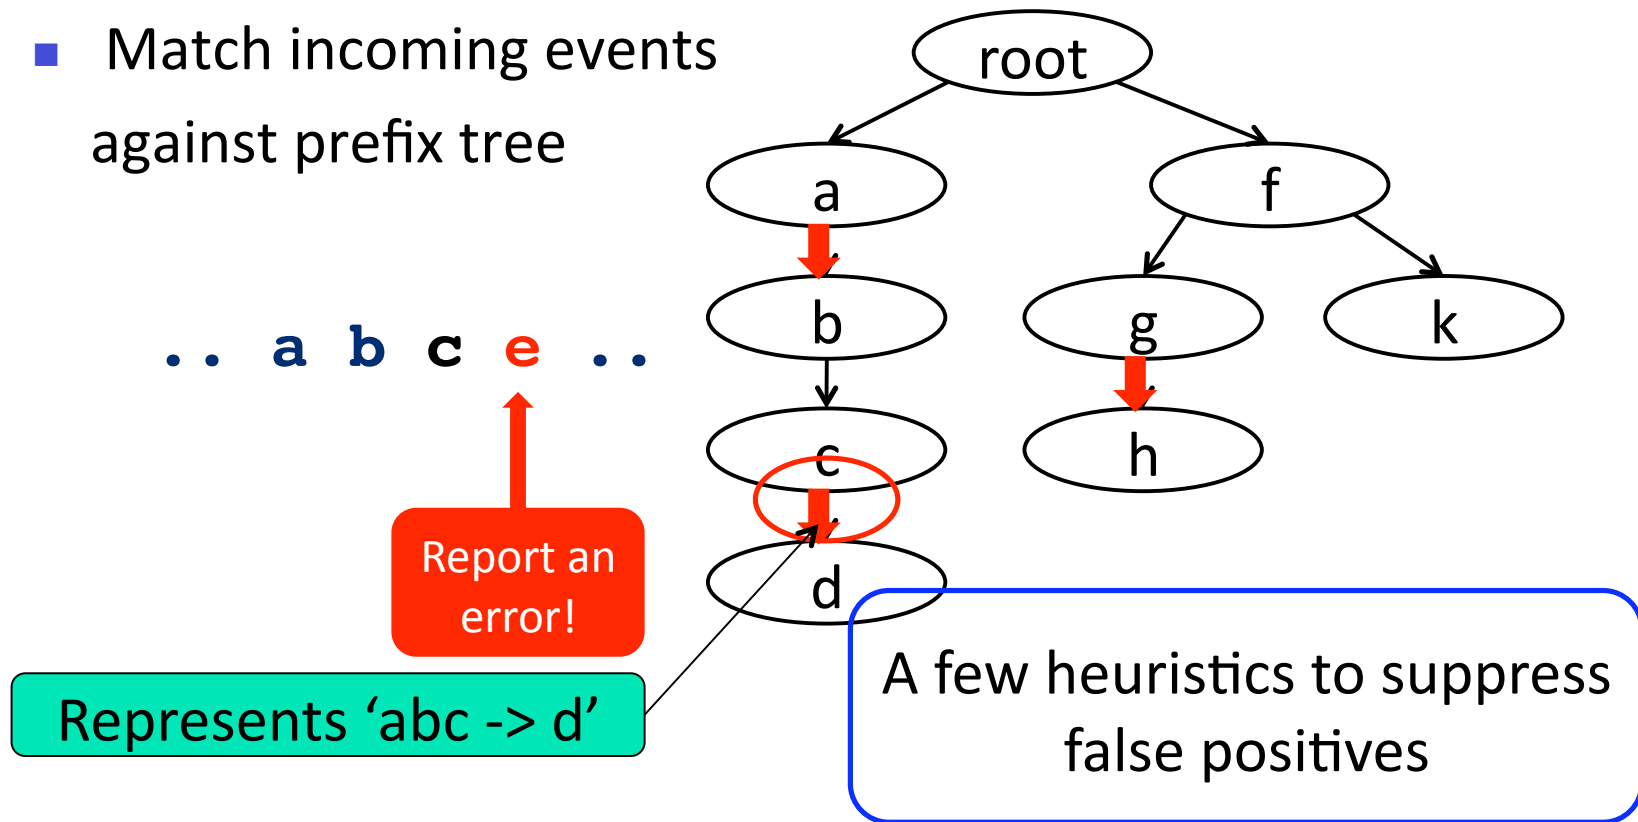 Match incoming events
against prefix tree
root
a
f
b
g
k
.. a b c e ..
c
h
Report an
error!
d
Represents ‘abc -> d’
A few heuristics to suppress
false positives